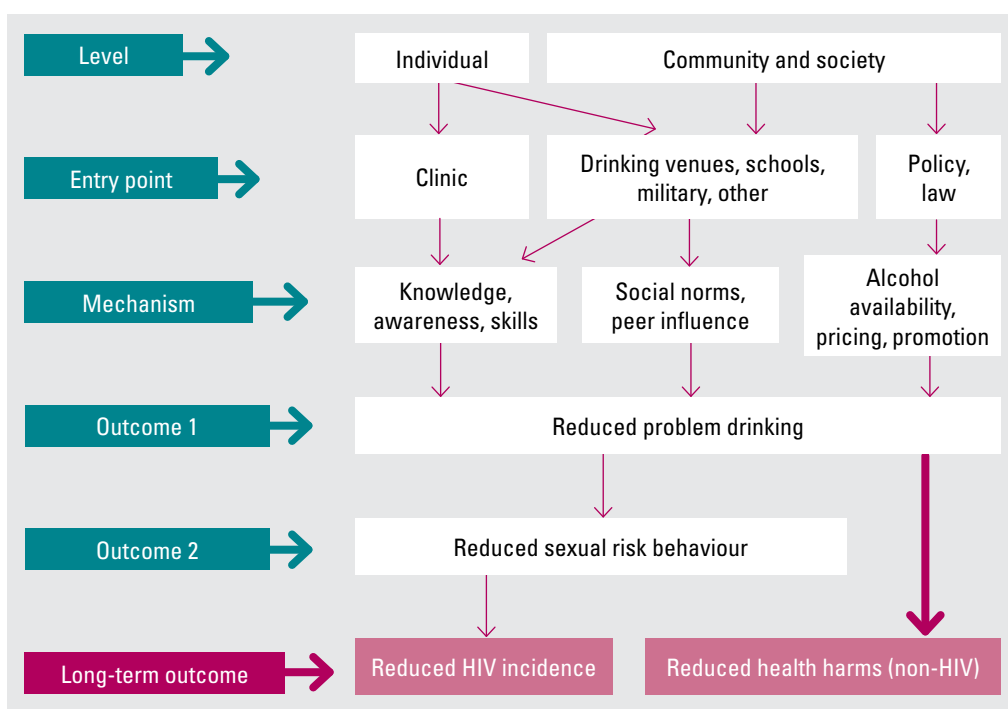 Level
Individual
Community and society
Entry point
Clinic
Drinking venues, schools,
military, other
Policy,
law
Mechanism
Knowledge,
awareness, skills
Social norms,
peer influence
Alcohol
availability,
pricing, promotion
Outcome 1
Reduced problem drinking
Outcome 2
Reduced sexual risk behaviour
Long-term outcome
Reduced HIV incidence
Reduced health harms (non-HIV)